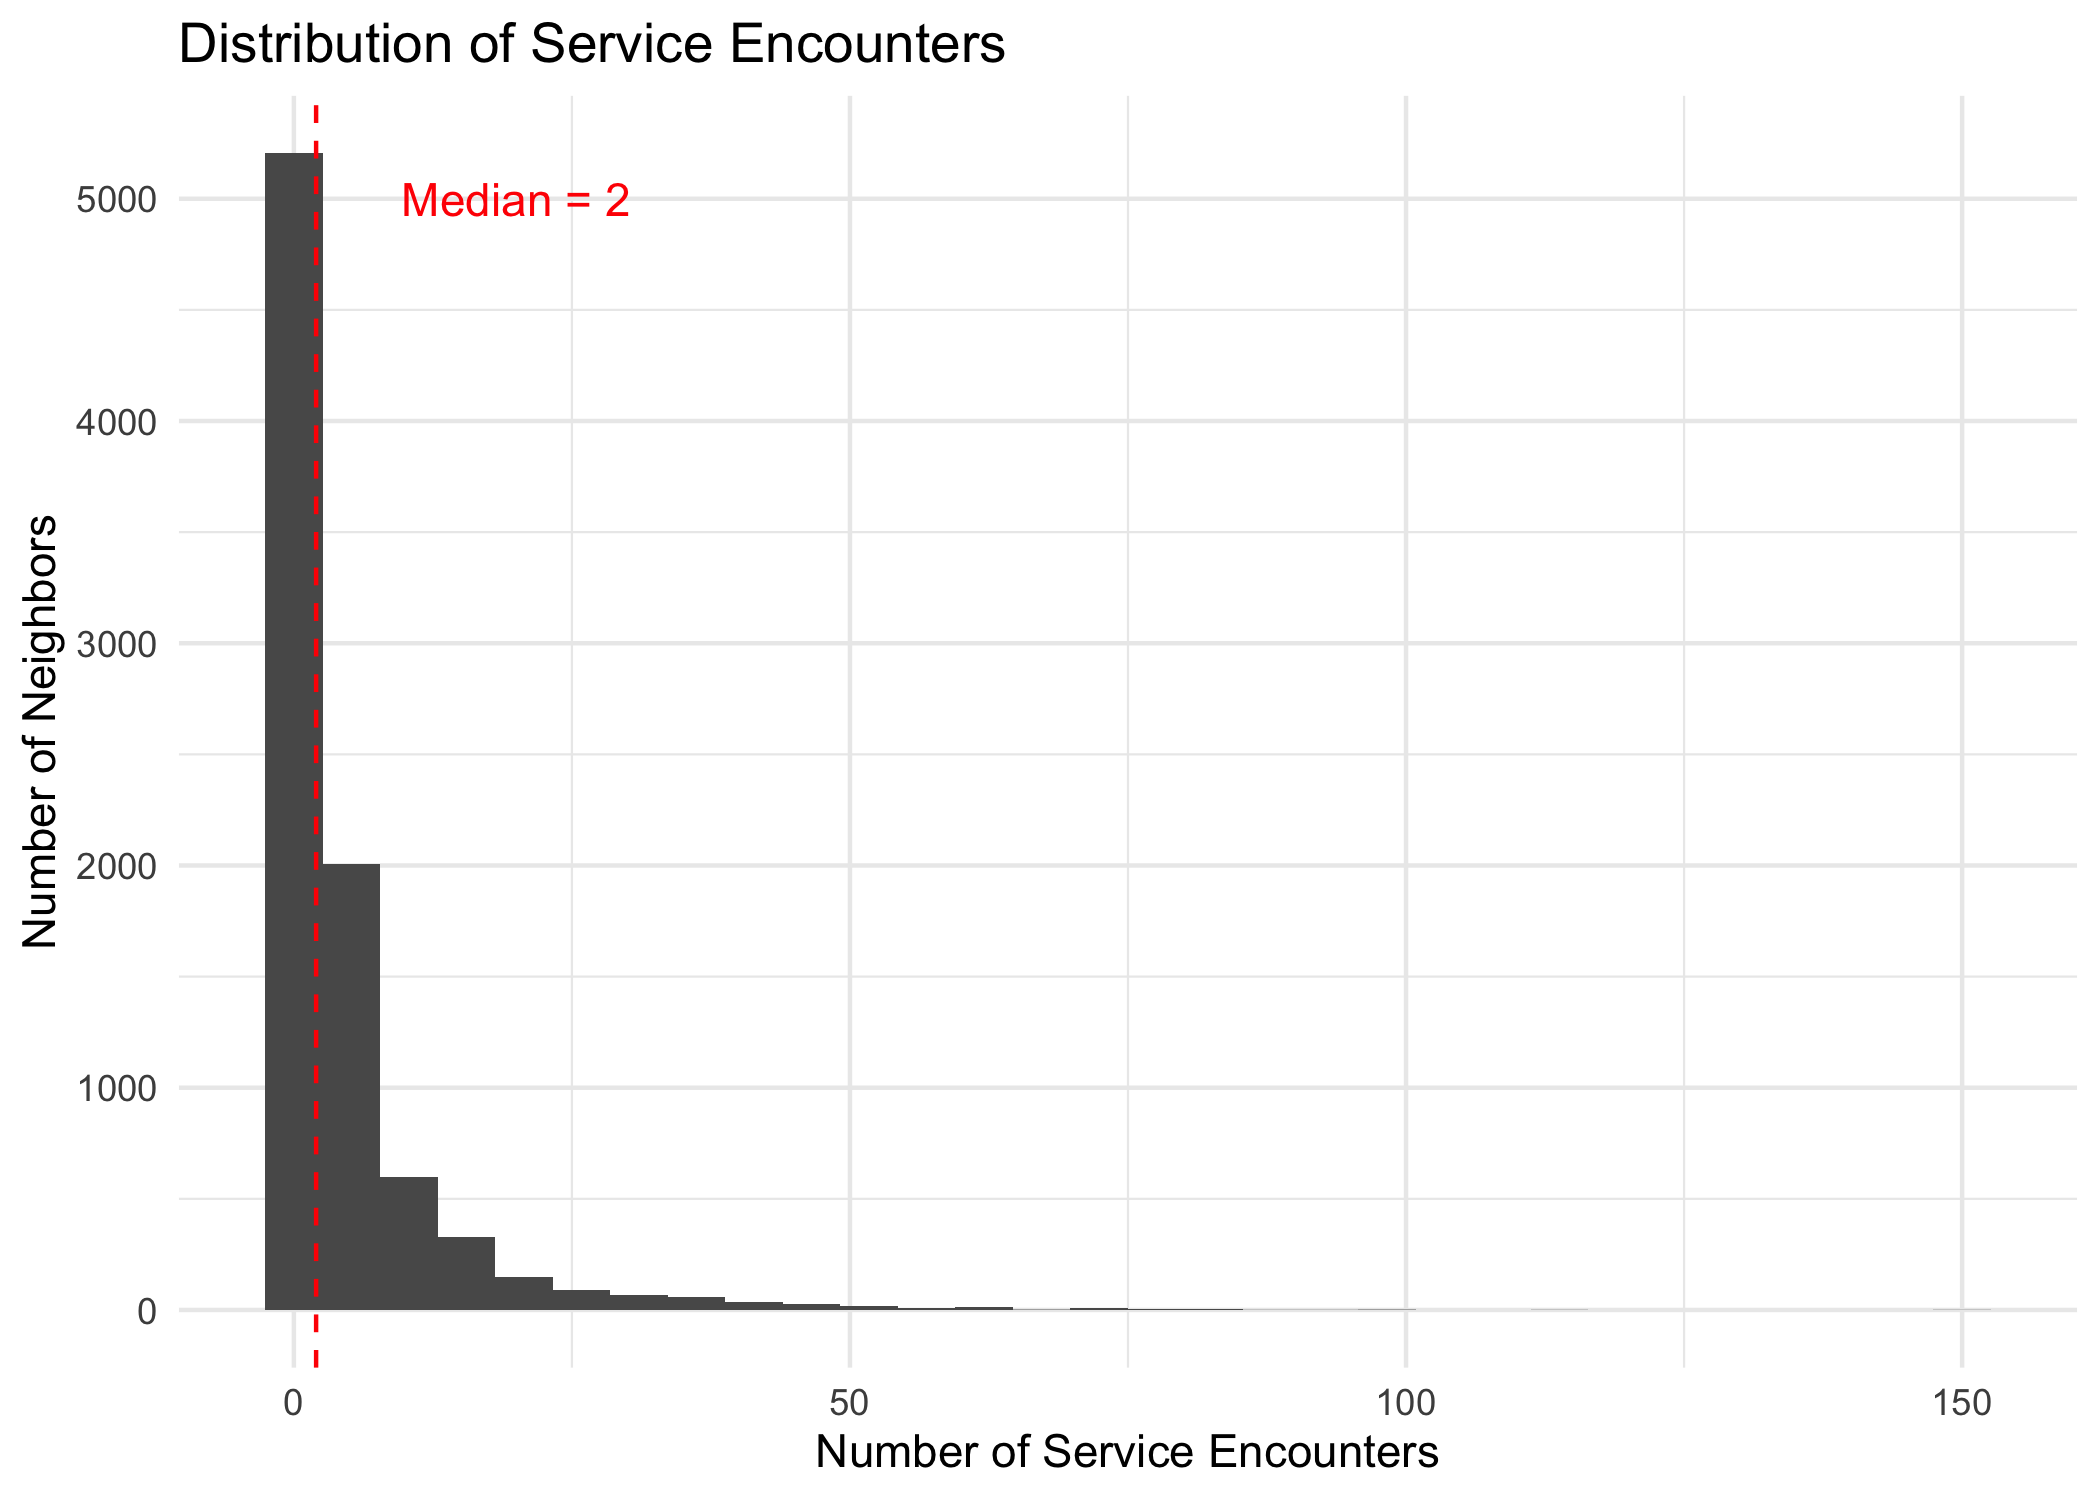 Distribution of Service Encounters
Median = 2
Number of Neighbors
5000
4000
3000
2000
1000
0
0 50 100 150
Number of Service Encounters